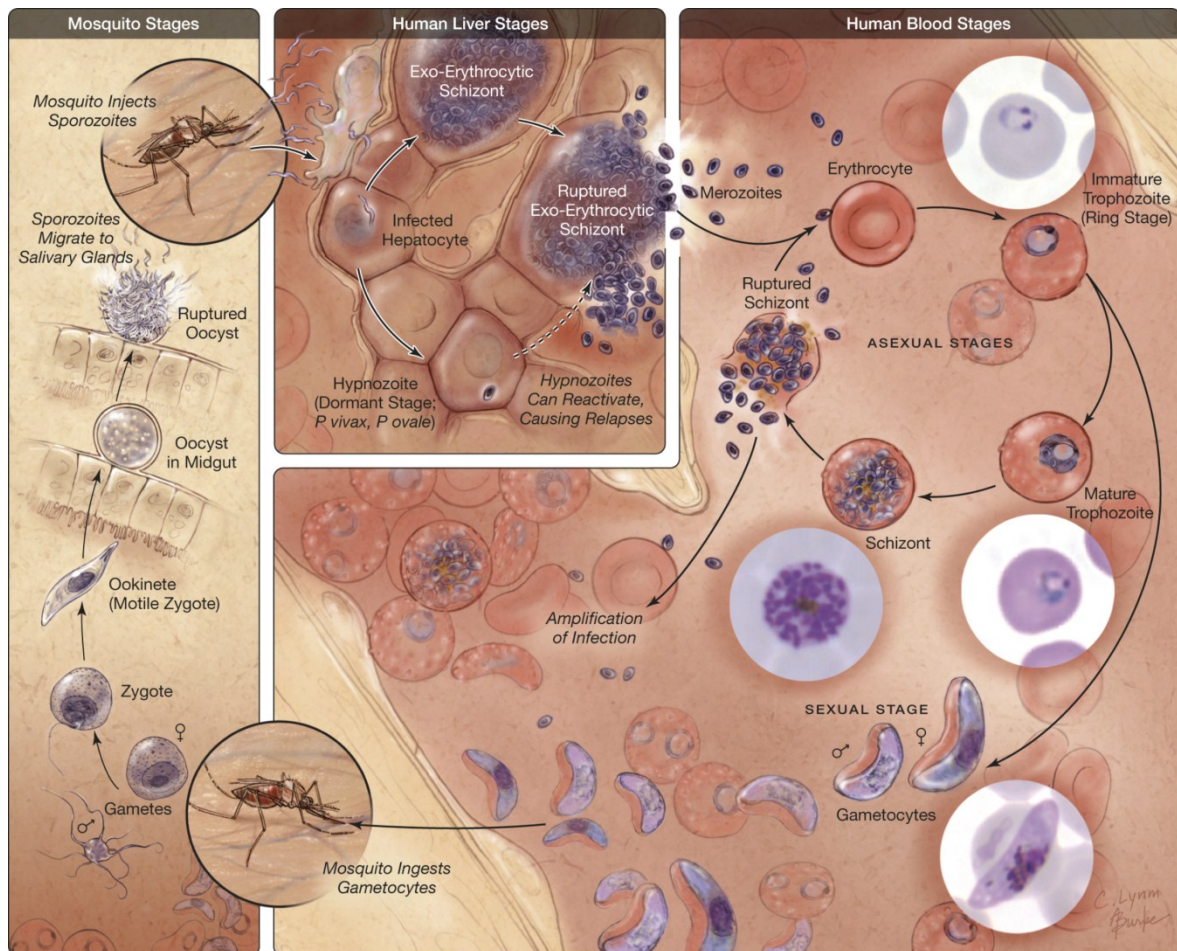 Mosquito Stages
Mosquito Injects
Sporozoites
Sporozoites
Migrate to
Salivary Glands
Ruptured
Oocyst
Oocyst
in Midgut
Ookinete
(Motile Zygote)
Zygote
♀
Gametes
♂
Human Liver Stages
Exo-Erythrocytic
Schizont
Infected
Hepatocyte
Ruptured
Exo-Erythrocytic
Schizont
Hypnozoite
(Dormant Stage;
P vivax, P ovale)
Hypnozoites
Can Reactivate,
Causing Relapses
Human Blood Stages
Merozoites
Erythrocyte
Immature
Trophozoite
(Ring Stage)
Ruptured
Schizont
ASEXUAL STAGES
Mature
Trophozoite
Schizont
Amplification
of Infection
SEXUAL STAGE
♂ ♀
Gametocytes
Mosquito Ingests
Gametocytes
C. Lynm
Burke